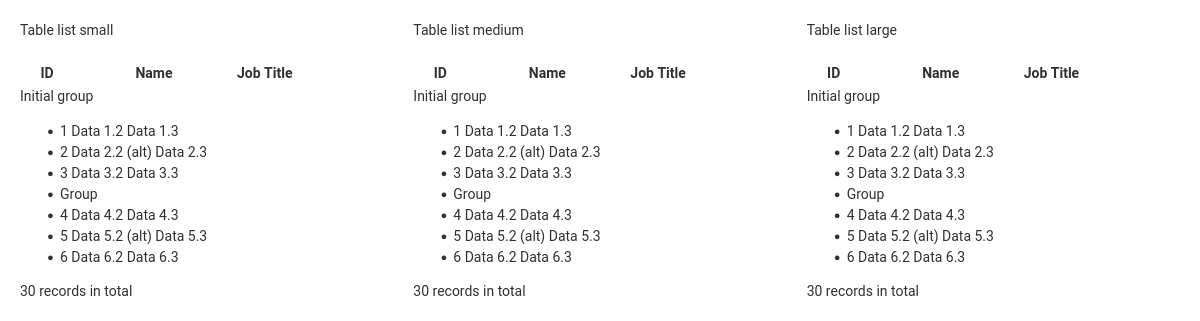 Table list small
ID Name Job Title
Initial group
• 1 Data 1.2 Data 1.3
• 2 Data 2.2 (alt) Data 2.3
• 3 Data 3.2 Data 3.3
• Group
• 4 Data 4.2 Data 4.3
• 5 Data 5.2 (alt) Data 5.3
• 6 Data 6.2 Data 6.3
30 records in total
Table list medium
ID Name Job Title
Initial group
• 1 Data 1.2 Data 1.3
• 2 Data 2.2 (alt) Data 2.3
• 3 Data 3.2 Data 3.3
• Group
• 4 Data 4.2 Data 4.3
• 5 Data 5.2 (alt) Data 5.3
• 6 Data 6.2 Data 6.3
30 records in total
Table list large
ID Name Job Title
Initial group
• 1 Data 1.2 Data 1.3
• 2 Data 2.2 (alt) Data 2.3
• 3 Data 3.2 Data 3.3
• Group
• 4 Data 4.2 Data 4.3
• 5 Data 5.2 (alt) Data 5.3
• 6 Data 6.2 Data 6.3
30 records in total